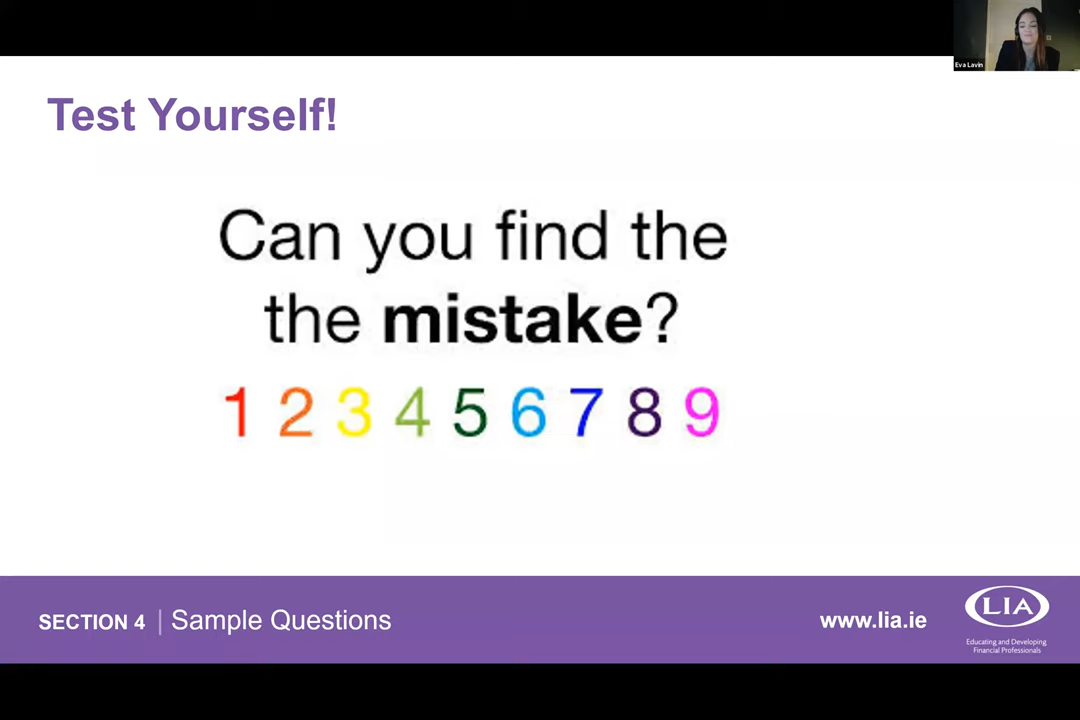 Eva Lavin
Test Yourself!
Can you find the
the mistake?
1 2 3 4 5 6 7 8 9
SECTION 4 | Sample Questions
www.lia.ie
LIA
Educating and Developing
Financial Professionals